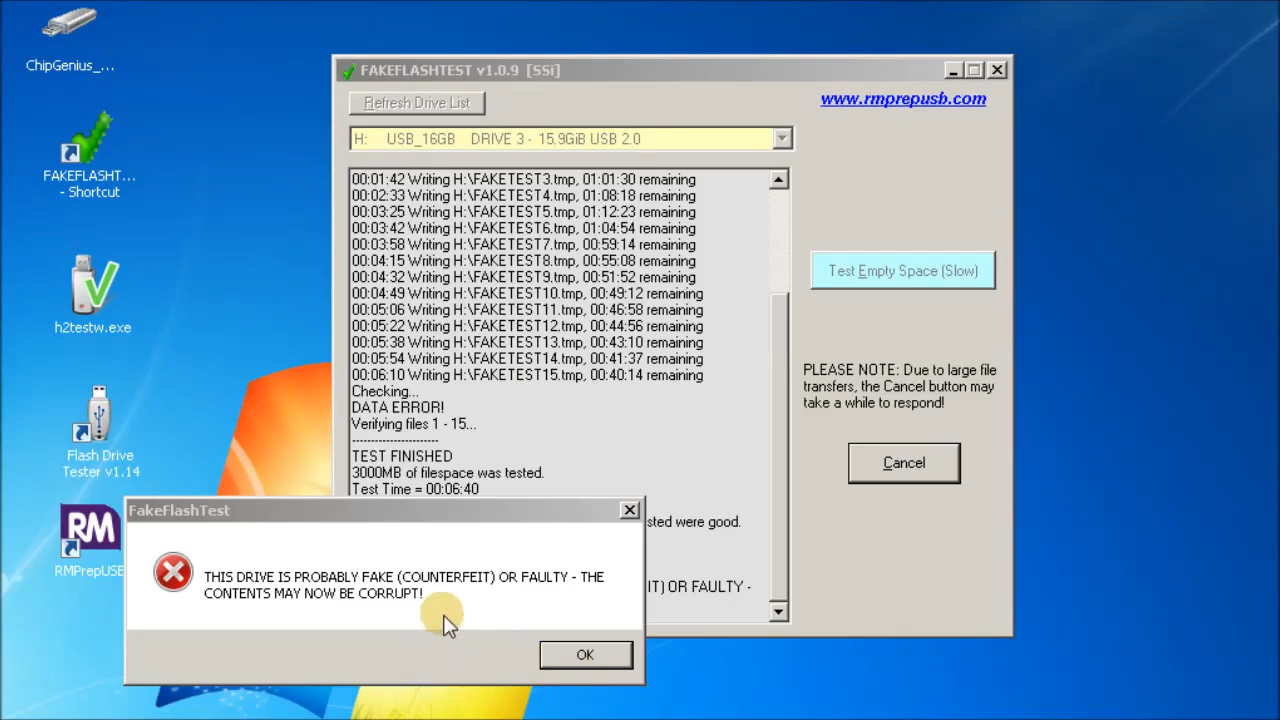 ChipGenius_...
FAKEFLASHT...
- Shortcut
h2testw.exe
Flash Drive
Tester v1.14
RM
RMPrepUSB
FAKEFLASHTEST v1.0.9 [SSi]
Refresh Drive List
www.rmprepusb.com
H: USB_16GB DRIVE 3 - 15.9GiB USB 2.0
00:01:42 Writing H:\FAKETEST3.tmp, 01:01:30 remaining
00:02:33 Writing H:\FAKETEST4.tmp, 01:08:18 remaining
00:03:25 Writing H:\FAKETEST5.tmp, 01:12:23 remaining
00:03:42 Writing H:\FAKETEST6.tmp, 01:04:54 remaining
00:03:58 Writing H:\FAKETEST7.tmp, 00:59:14 remaining
00:04:15 Writing H:\FAKETEST8.tmp, 00:55:08 remaining
00:04:32 Writing H:\FAKETEST9.tmp, 00:51:52 remaining
00:04:49 Writing H:\FAKETEST10.tmp, 00:49:12 remaining
00:05:06 Writing H:\FAKETEST11.tmp, 00:46:58 remaining
00:05:22 Writing H:\FAKETEST12.tmp, 00:44:56 remaining
00:05:38 Writing H:\FAKETEST13.tmp, 00:43:10 remaining
00:05:54 Writing H:\FAKETEST14.tmp, 00:41:37 remaining
00:06:10 Writing H:\FAKETEST15.tmp, 00:40:14 remaining
Checking...
DATA ERROR!
Verifying files 1 - 15...
----------------------
TEST FINISHED
3000MB of filespace was tested.
Test Time = 00:06:40
sted were good.
IT) OR FAULTY -
Test Empty Space (Slow)
PLEASE NOTE: Due to large file
transfers, the Cancel button may
take a while to respond!
Cancel
FakeFlashTest
THIS DRIVE IS PROBABLY FAKE (COUNTERFEIT) OR FAULTY - THE
CONTENTS MAY NOW BE CORRUPT!
OK